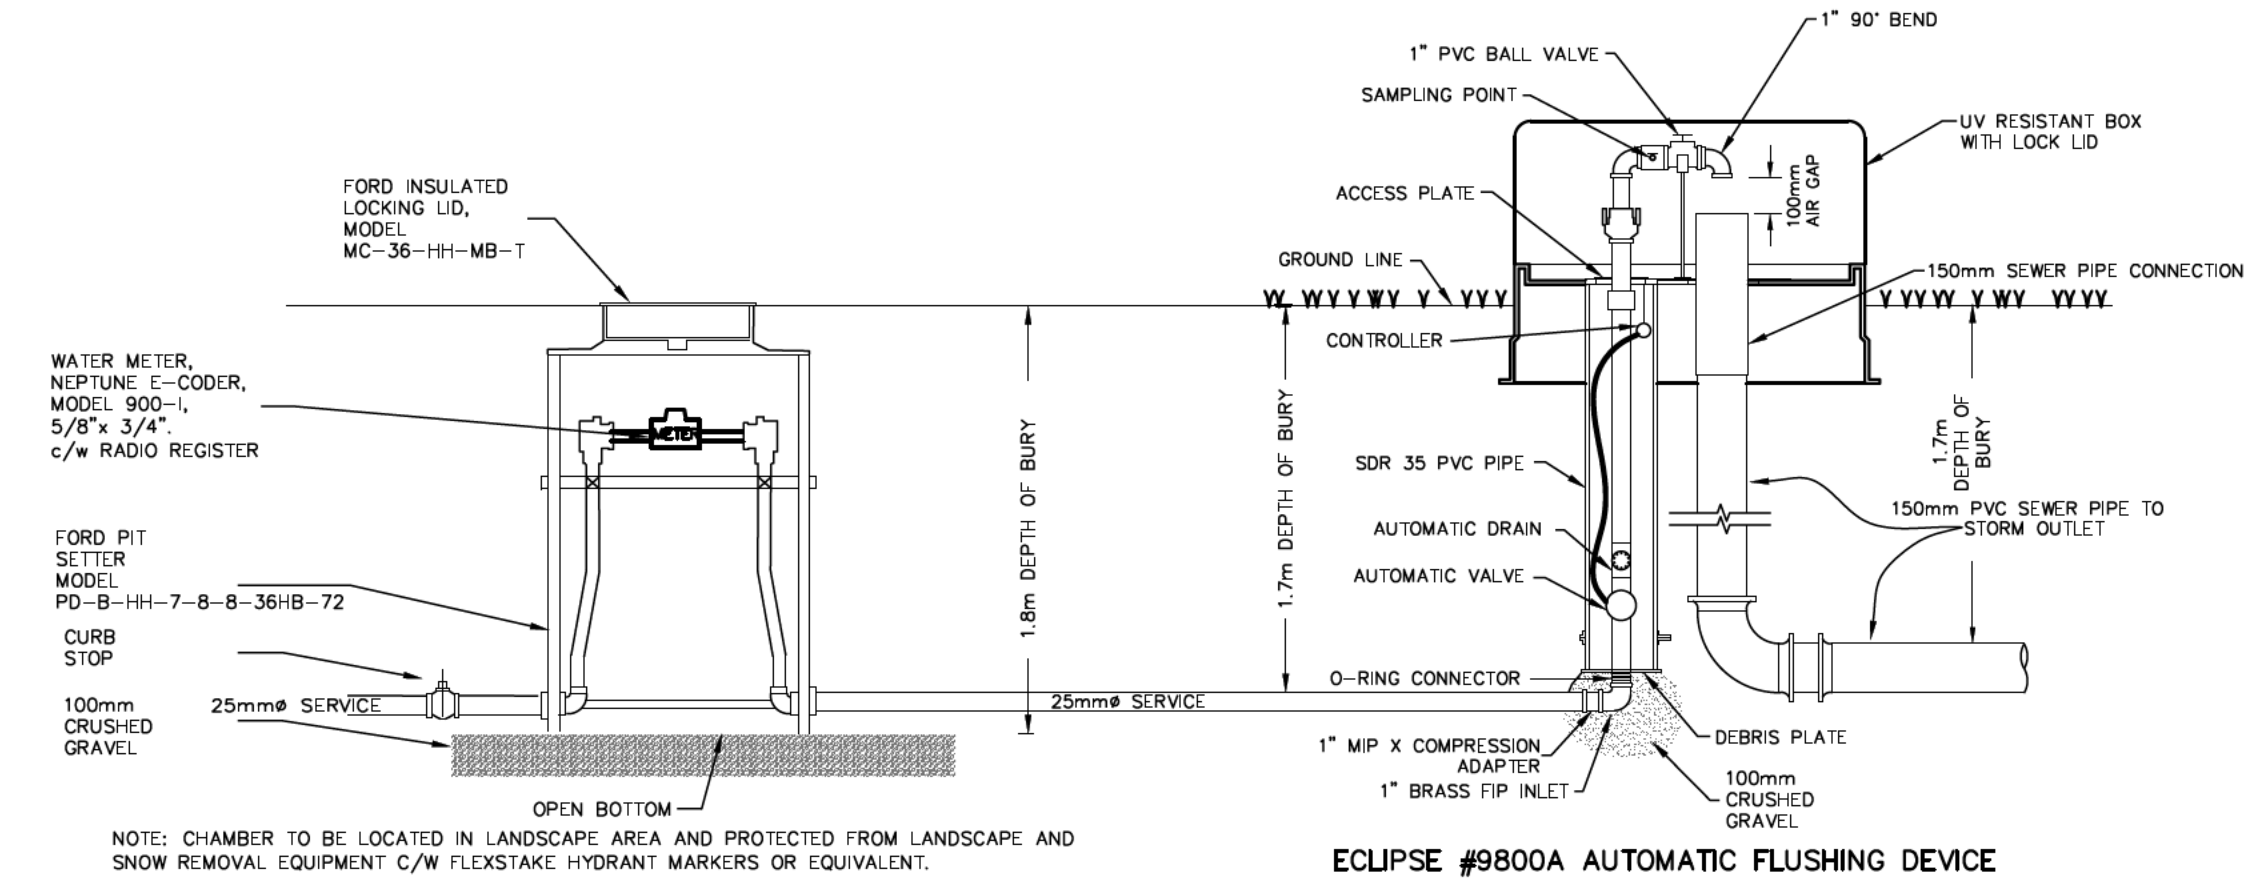 1" 90° BEND
1" PVC BALL VALVE
SAMPLING POINT
UV RESISTANT BOX
WITH LOCK LID
100mm
AIR GAP
FORD INSULATED
LOCKING LID,
MODEL
MC-36-HH-MB-T
ACCESS PLATE
GROUND LINE
150mm SEWER PIPE CONNECTION
CONTROLLER
WATER METER,
NEPTUNE E-CODER,
MODEL 900-I,
5/8"x 3/4".
c/w RADIO REGISTER
METER
1.8m DEPTH OF BURY
1.7m DEPTH OF BURY
1.7m
DEPTH OF
BURY
SDR 35 PVC PIPE
150mm PVC SEWER PIPE TO
STORM OUTLET
AUTOMATIC DRAIN
AUTOMATIC VALVE
FORD PIT
SETTER
MODEL
PD-B-HH-7-8-8-36HB-72
CURB
STOP
O-RING CONNECTOR
25mmø SERVICE
25mmø SERVICE
100mm
CRUSHED
GRAVEL
1" MIP X COMPRESSION
ADAPTER
DEBRIS PLATE
1" BRASS FIP INLET
100mm
CRUSHED
GRAVEL
OPEN BOTTOM
NOTE: CHAMBER TO BE LOCATED IN LANDSCAPE AREA AND PROTECTED FROM LANDSCAPE AND
SNOW REMOVAL EQUIPMENT C/W FLEXSTAKE HYDRANT MARKERS OR EQUIVALENT.
ECLIPSE #9800A AUTOMATIC FLUSHING DEVICE